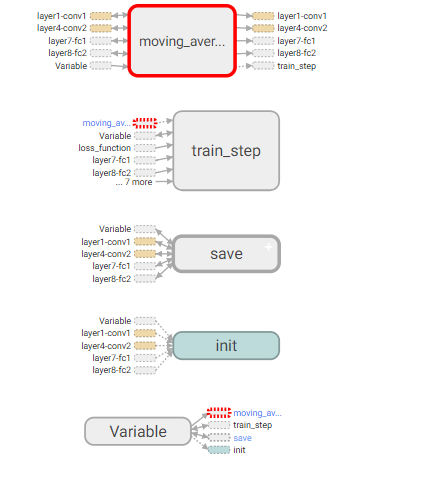 layer1-conv1
layer4-conv2
layer7-fc1
layer8-fc2
Variable
moving_aver...
layer1-conv1
layer4-conv2
layer7-fc1
layer8-fc2
train_step
moving_av...
Variable
loss_function
layer7-fc1
layer8-fc2
... 7 more
train_step
Variable
layer1-conv1
layer4-conv2
layer7-fc1
layer8-fc2
save
+
Variable
layer1-conv1
layer4-conv2
layer7-fc1
layer8-fc2
init
Variable
moving_av...
train_step
save
init